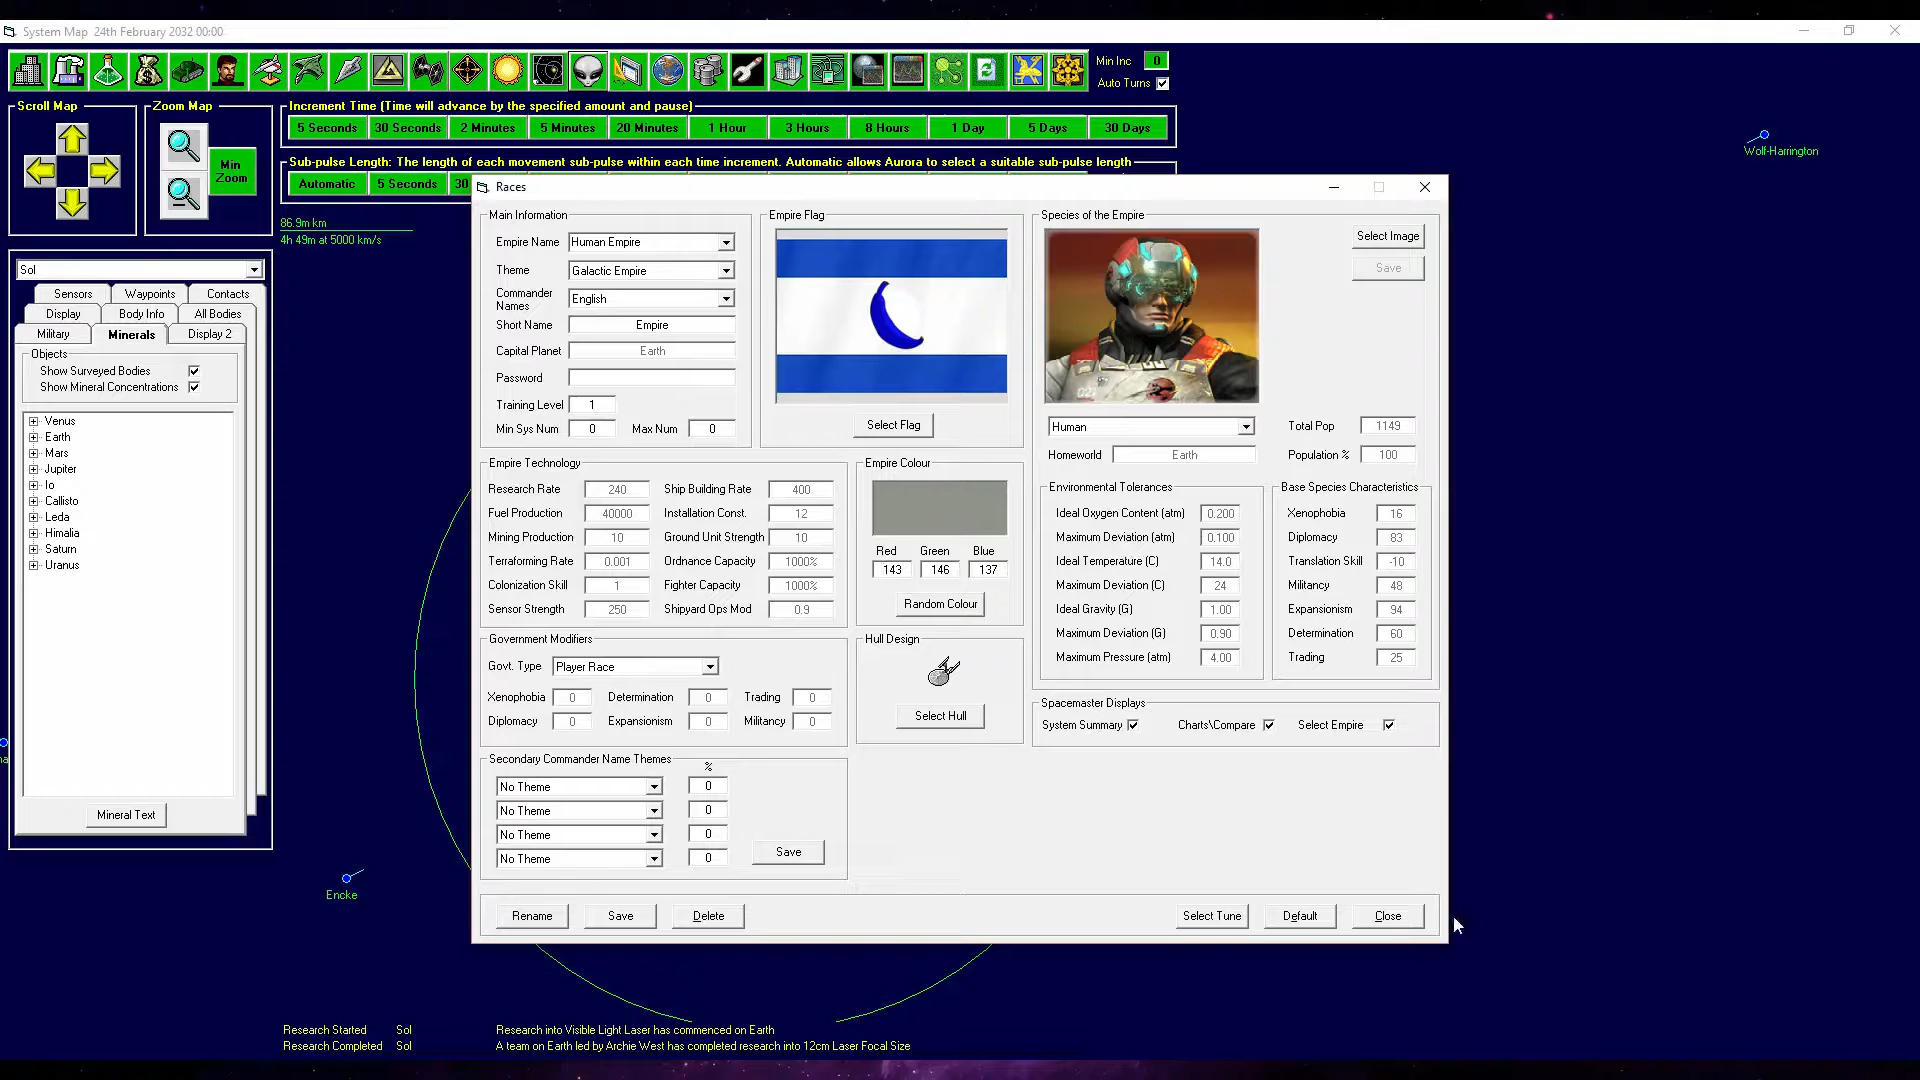 System Map 24th February 2032 00:00
Min Inc 0
Auto Turns
Scroll Map
Zoom Map
Min Zoom
Increment Time (Time will advance by the specified amount and pause)
5 Seconds 30 Seconds 2 Minutes 5 Minutes 20 Minutes 1 Hour 3 Hours 8 Hours 1 Day 5 Days 30 Days
Sub-pulse Length: The length of each movement sub-pulse within each time increment. Automatic allows Aurora to select a suitable sub-pulse length
Automatic 5 Seconds 30
86.9m km
4h 49m at 5000 km/s
Wolf-Harrington
Sol
Sensors Waypoints Contacts
Display Body Info All Bodies
Military Minerals Display 2
Objects
Show Surveyed Bodies
Show Mineral Concentrations
Venus
Earth
Mars
Jupiter
Io
Callisto
Leda
Himalia
Saturn
Uranus
Mineral Text
Encke
Races
Main Information
Empire Name Human Empire
Theme Galactic Empire
Commander Names English
Short Name Empire
Capital Planet Earth
Password
Training Level 1
Min Sys Num 0 Max Num 0
Empire Flag
Select Flag
Species of the Empire
Select Image
Save
Human
Total Pop 1149
Homeworld Earth
Population % 100
Empire Technology
Research Rate 240 Ship Building Rate 400
Fuel Production 40000 Installation Const. 12
Mining Production 10 Ground Unit Strength 10
Terraforming Rate 0.001 Ordnance Capacity 1000%
Colonization Skill 1 Fighter Capacity 1000%
Sensor Strength 250 Shipyard Ops Mod 0.9
Empire Colour
Red Green Blue
143 146 137
Random Colour
Environmental Tolerances
Ideal Oxygen Content (atm) 0.200
Maximum Deviation (atm) 0.100
Ideal Temperature (C) 14.0
Maximum Deviation (C) 24
Ideal Gravity (G) 1.00
Maximum Deviation (G) 0.90
Maximum Pressure (atm) 4.00
Base Species Characteristics
Xenophobia 16
Diplomacy 83
Translation Skill -10
Militancy 48
Expansionism 94
Determination 60
Trading 25
Government Modifiers
Govt. Type Player Race
Xenophobia 0 Determination 0 Trading 0
Diplomacy 0 Expansionism 0 Militancy 0
Hull Design
Select Hull
Spacemaster Displays
System Summary Charts\Compare Select Empire
Secondary Commander Name Themes %
No Theme 0
No Theme 0
No Theme 0
No Theme 0
Save
Rename Save Delete Select Tune Default Close
Research Started Sol Research into Visible Light Laser has commenced on Earth
Research Completed Sol A team on Earth led by Archie West has completed research into 12cm Laser Focal Size